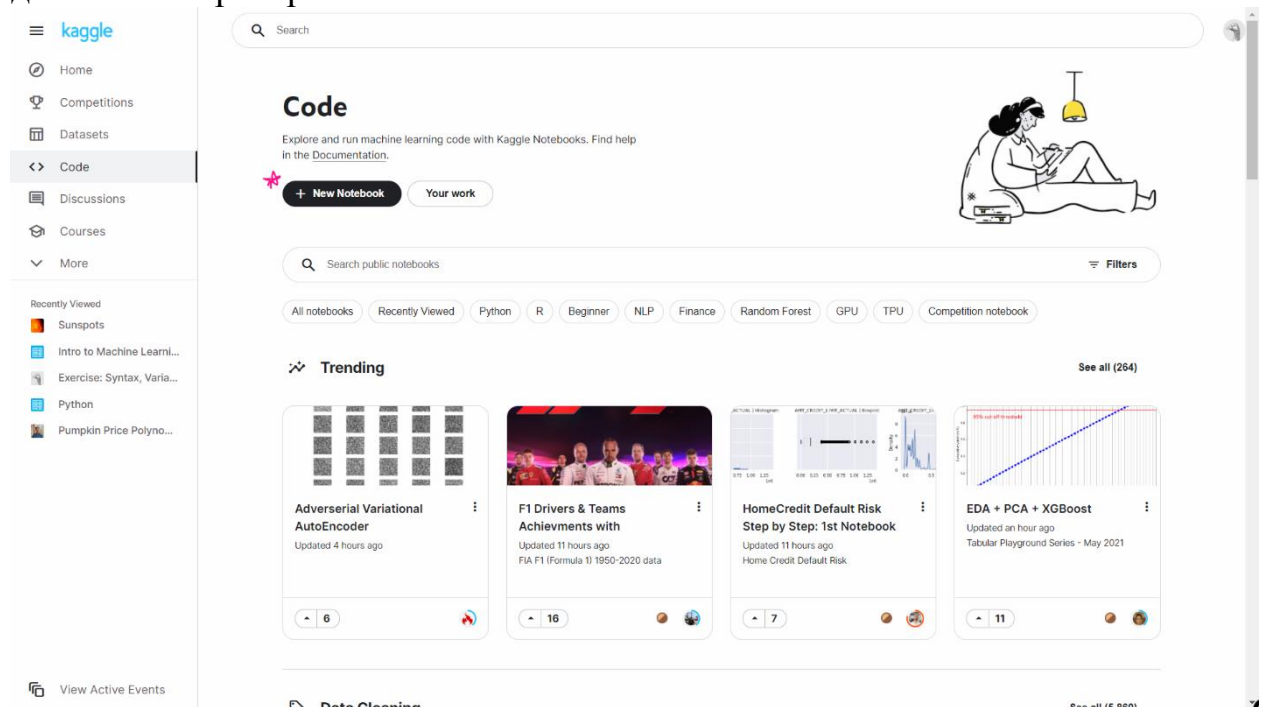 kaggle
Search
Home
Competitions
Datasets
Code
Discussions
Courses
More
Recently Viewed
Sunspots
Intro to Machine Learni...
Exercise: Syntax, Varia...
Python
Pumpkin Price Polyno...
View Active Events
Code
Explore and run machine learning code with Kaggle Notebooks. Find help
in the Documentation.
+ New Notebook Your work
Search public notebooks Filters
All notebooks Recently Viewed Python R Beginner NLP Finance Random Forest GPU TPU Competition notebook
Trending See all (264)
Adverserial Variational
AutoEncoder
Updated 4 hours ago
6
F1 Drivers & Teams
Achievments with
Updated 11 hours ago
FIA F1 (Formula 1) 1950-2020 data
16
HomeCredit Default Risk
Step by Step: 1st Notebook
Updated 11 hours ago
Home Credit Default Risk
7
EDA + PCA + XGBoost
Updated an hour ago
Tabular Playground Series - May 2021
11